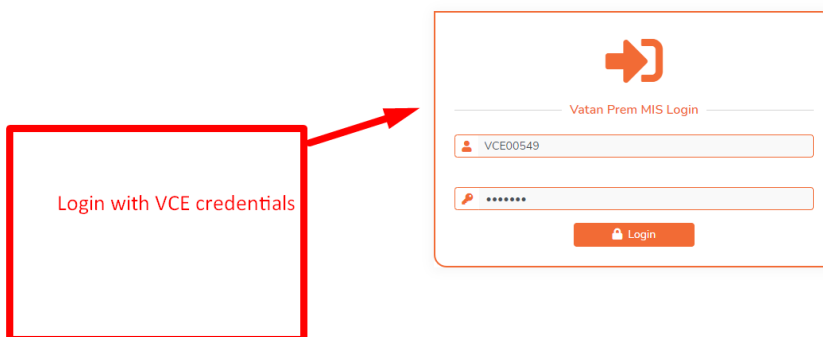 Vatan Prem MIS Login
VCE00549
Login with VCE credentials
•••••••
Login